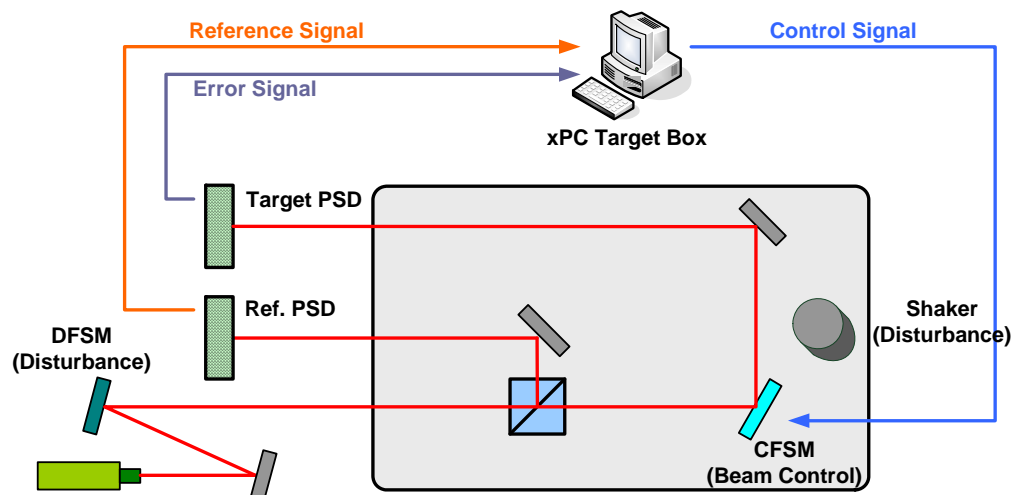 Reference Signal
Control Signal
Error Signal
xPC Target Box
Target PSD
Ref. PSD
Shaker
(Disturbance)
DFSM
(Disturbance)
CFSM
(Beam Control)